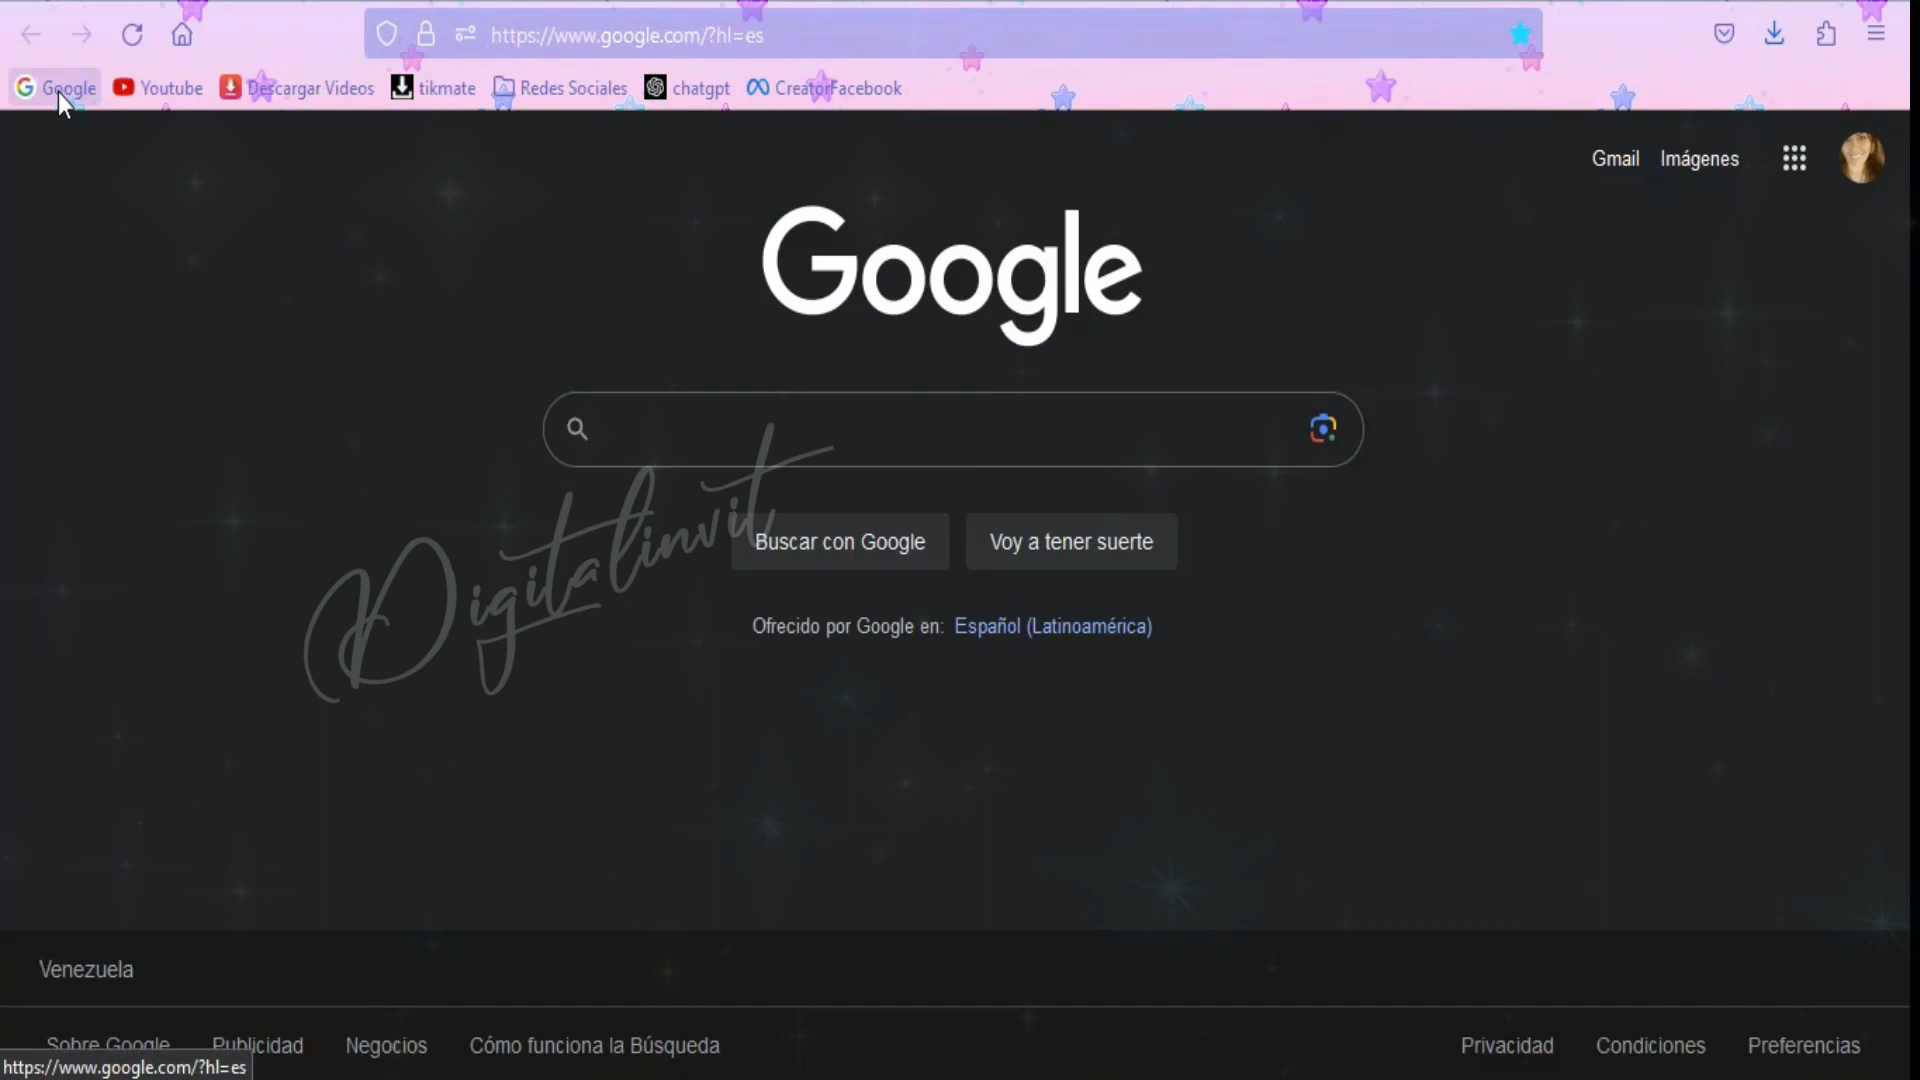 https://www.google.com/?hl=es
Google Youtube Descargar Videos tikmate Redes Sociales chatgpt CreatorFacebook
Gmail Imágenes
Google
Digitalinvit
Buscar con Google Voy a tener suerte
Ofrecido por Google en: Español (Latinoamérica)
Venezuela
Sobre Google Publicidad Negocios Cómo funciona la Búsqueda Privacidad Condiciones Preferencias
https://www.google.com/?hl=es